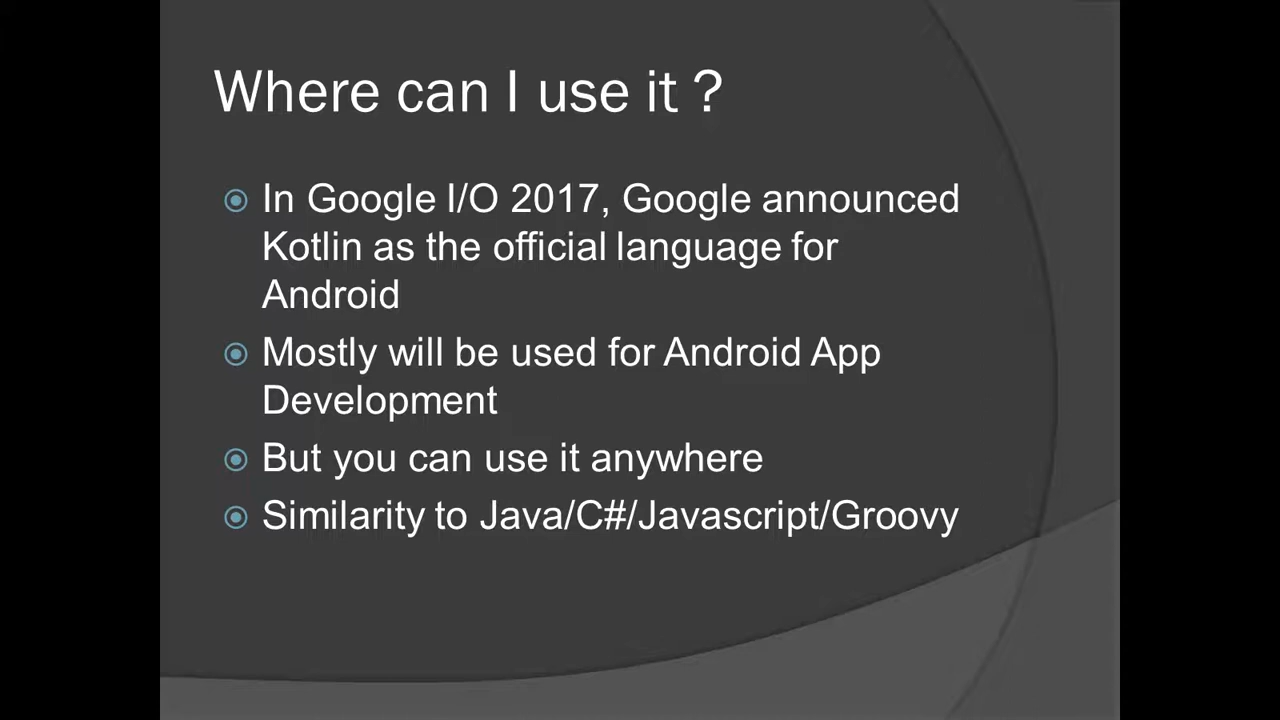 Where can I use it ?
In Google I/O 2017, Google announced
Kotlin as the official language for
Android
Mostly will be used for Android App
Development
But you can use it anywhere
Similarity to Java/C#/Javascript/Groovy